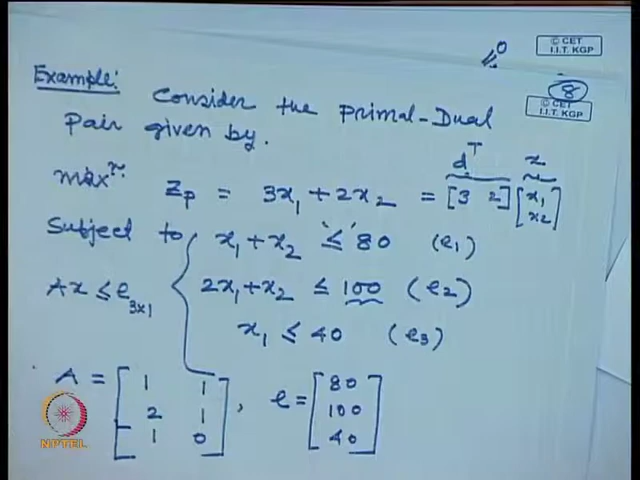 © CET
I.I.T. KGP
8
© CET
I.I.T. KGP
Example: Consider the Primal-Dual
Pair given by.
d^T x
max^m Z_p = 3x_1 + 2x_2 = [3 2] [x_1 x_2]
Subject to x_1 + x_2 ≤ 80 (e_1)
Ax ≤ e_{3x1} 2x_1 + x_2 ≤ 100 (e_2)
x_1 ≤ 40 (e_3)
A = [1 1
2 1
1 0], e = [80
100
40]
NPTEL